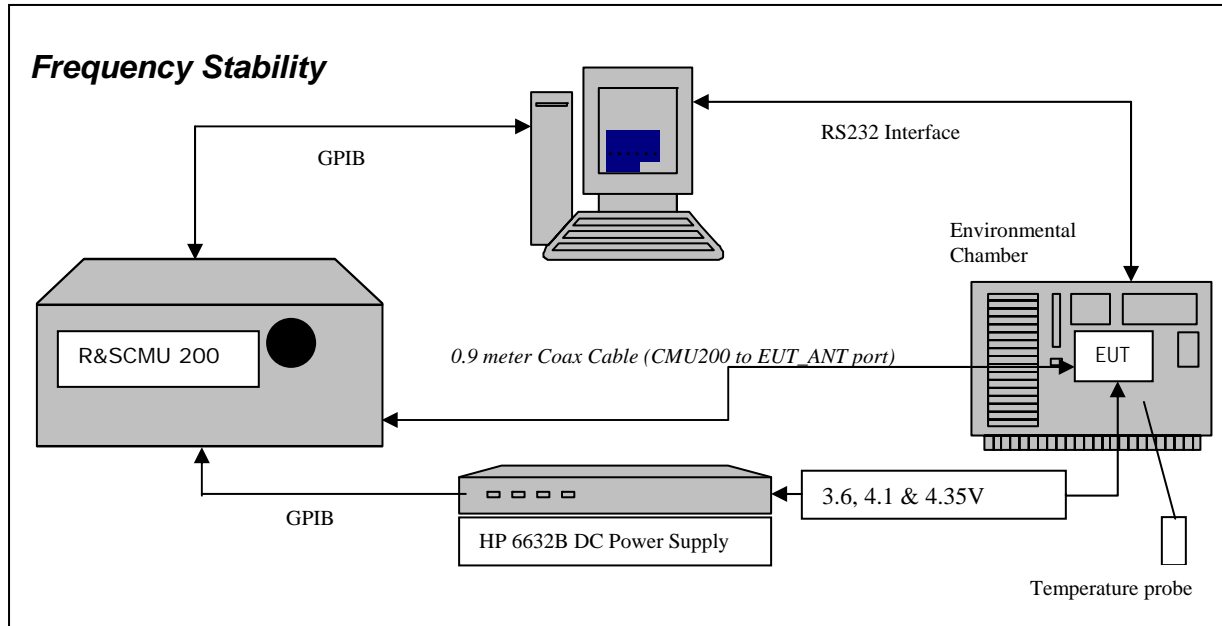 Frequency Stability
RS232 Interface
GPIB
Environmental
Chamber
R&SCMU 200
0.9 meter Coax Cable (CMU200 to EUT_ANT port)
EUT
3.6, 4.1 & 4.35V
GPIB
HP 6632B DC Power Supply
Temperature probe